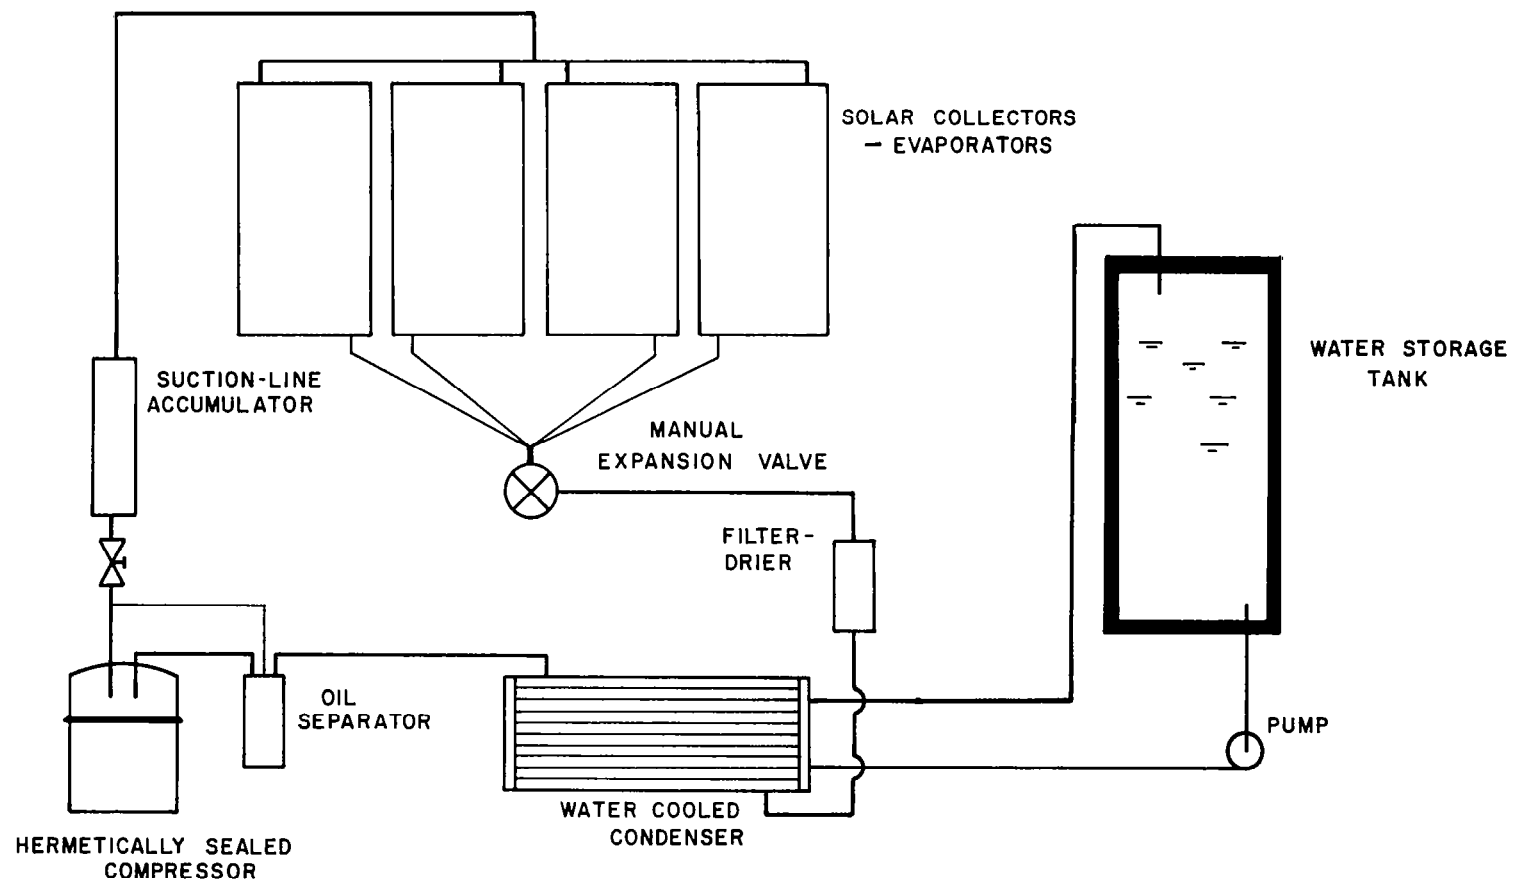 SOLAR COLLECTORS
– EVAPORATORS
WATER STORAGE
TANK
SUCTION-LINE
ACCUMULATOR
MANUAL
EXPANSION VALVE
FILTER-
DRIER
OIL
SEPARATOR
PUMP
WATER COOLED
CONDENSER
HERMETICALLY SEALED
COMPRESSOR